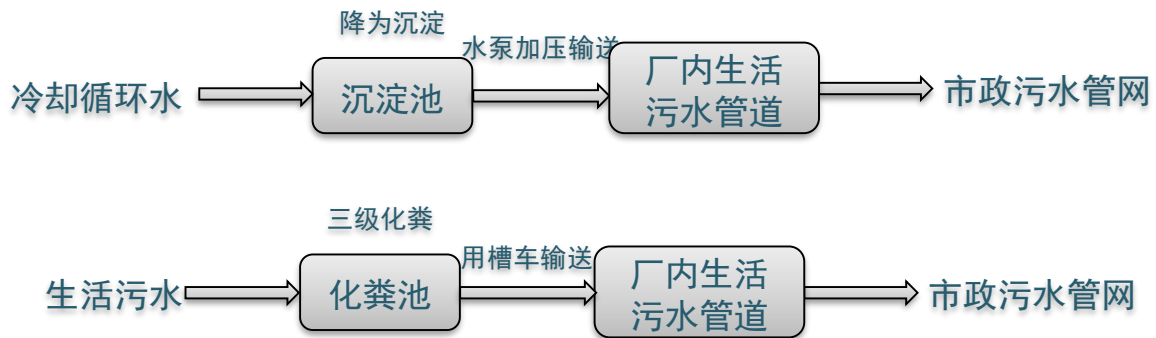 降为沉淀
水泵加压输送
冷却循环水
沉淀池
厂内生活
污水管道
市政污水管网
三级化粪
用槽车输送
生活污水
化粪池
厂内生活
污水管道
市政污水管网